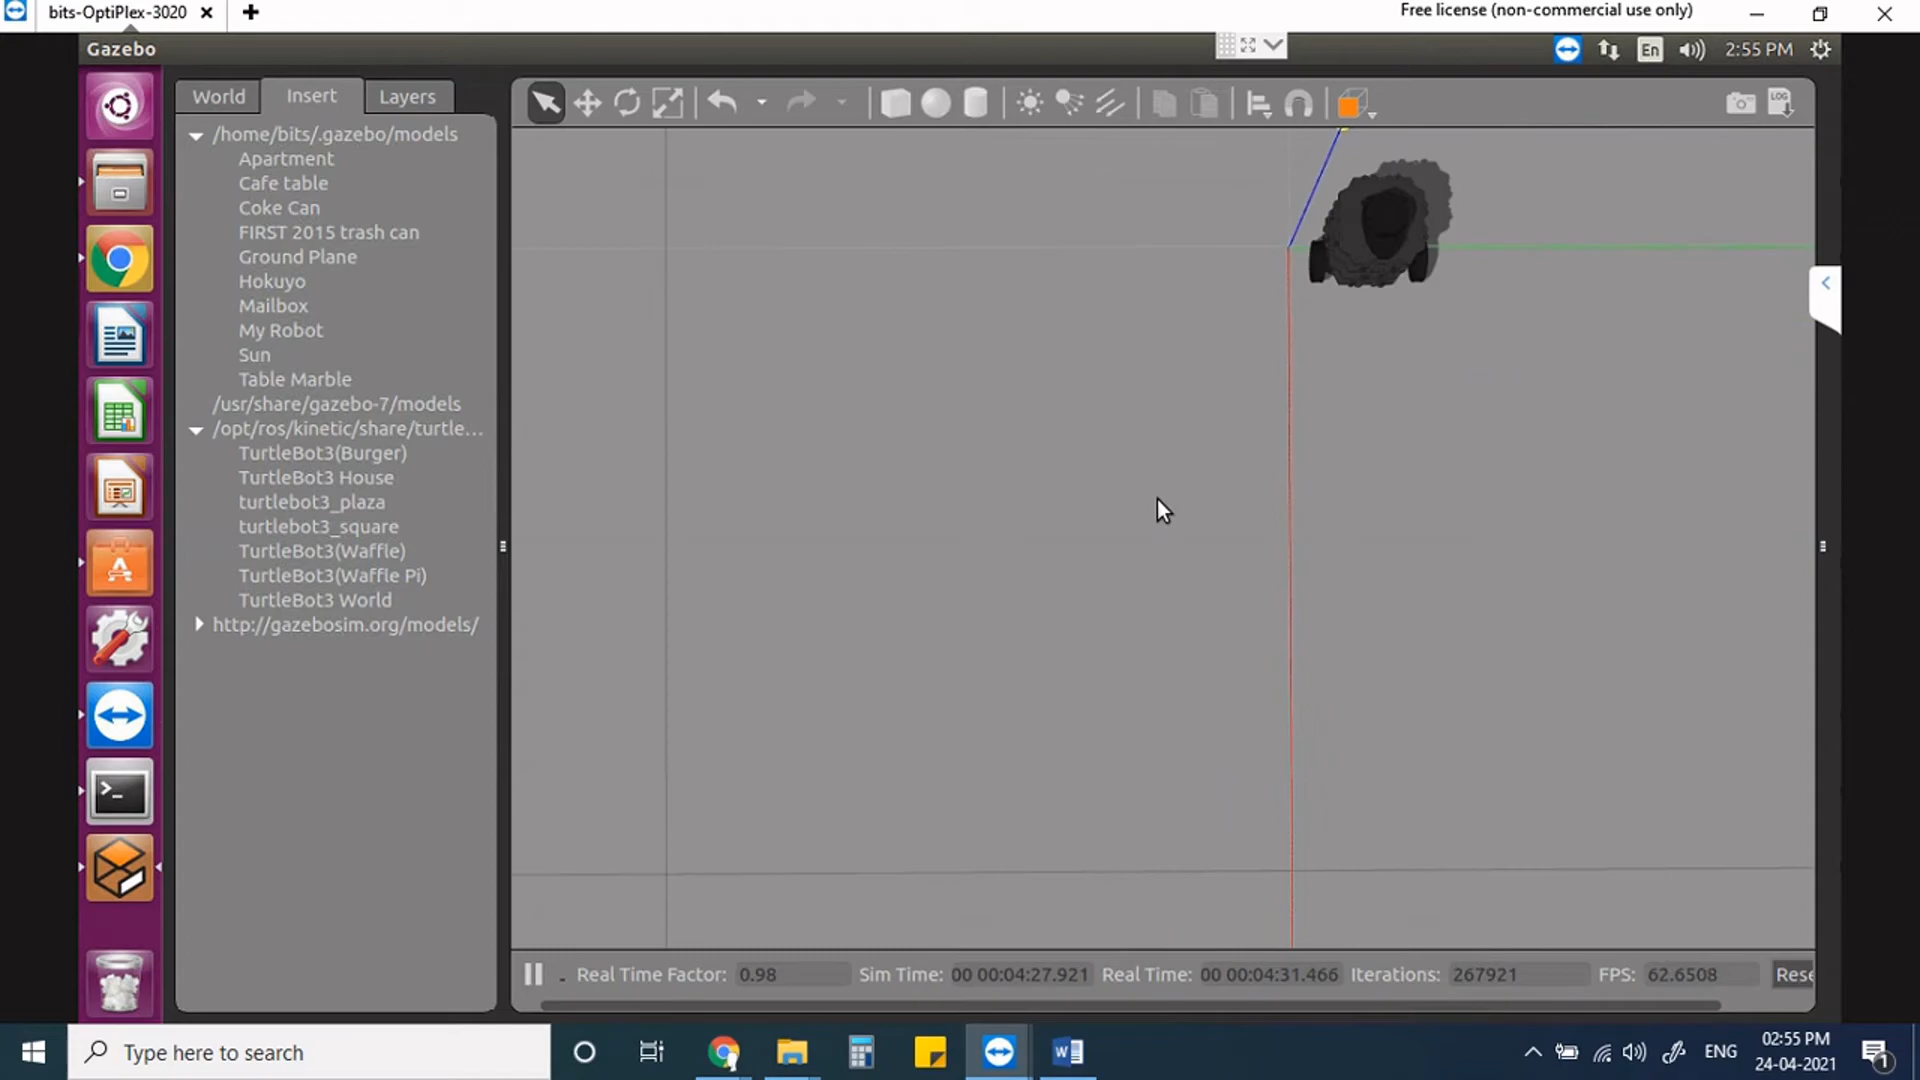 bits-OptiPlex-3020
Free license (non-commercial use only)
Gazebo
En
2:55 PM
World Insert Layers
LOG
/home/bits/.gazebo/models
Apartment
Cafe table
Coke Can
FIRST 2015 trash can
Ground Plane
Hokuyo
Mailbox
My Robot
Sun
Table Marble
/usr/share/gazebo-7/models
/opt/ros/kinetic/share/turtle...
TurtleBot3(Burger)
TurtleBot3 House
turtlebot3_plaza
turtlebot3_square
TurtleBot3(Waffle)
TurtleBot3(Waffle Pi)
TurtleBot3 World
http://gazebosim.org/models/
Real Time Factor: 0.98 Sim Time: 00 00:04:27.921 Real Time: 00 00:04:31.466 Iterations: 267921 FPS: 62.6508 Rese
Type here to search
ENG
02:55 PM
24-04-2021
1